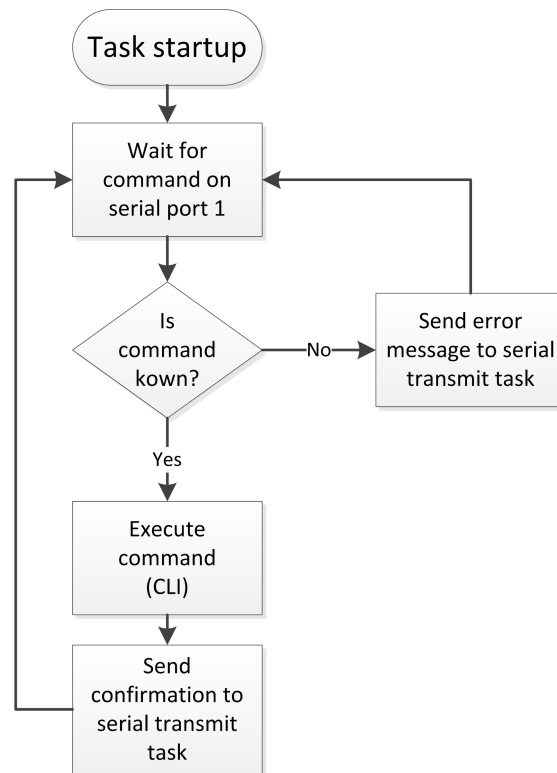 Task startup
Wait for
command on
serial port 1
Is
command
kown?
No
Send error
message to serial
transmit task
Yes
Execute
command
(CLI)
Send
confirmation to
serial transmit
task